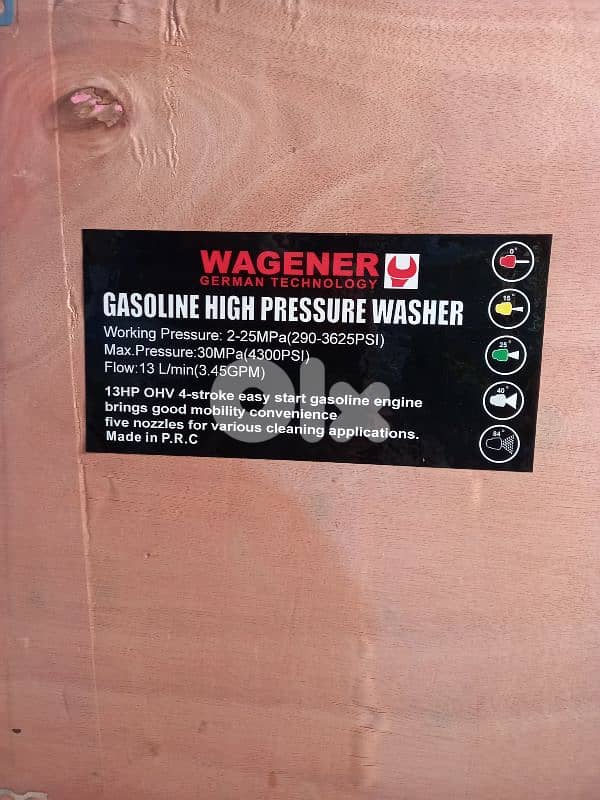 WAGENER
GERMAN TECHNOLOGY
GASOLINE HIGH PRESSURE WASHER
Working Pressure: 2-25MPa(290-3625PSI)
Max.Pressure:30MPa(4300PSI)
Flow:13 L/min(3.45GPM)
13HP OHV 4-stroke easy start gasoline engine
brings good mobility convenience
five nozzles for various cleaning applications.
Made in P.R.C
0°
15°
25°
40°
84°
olx